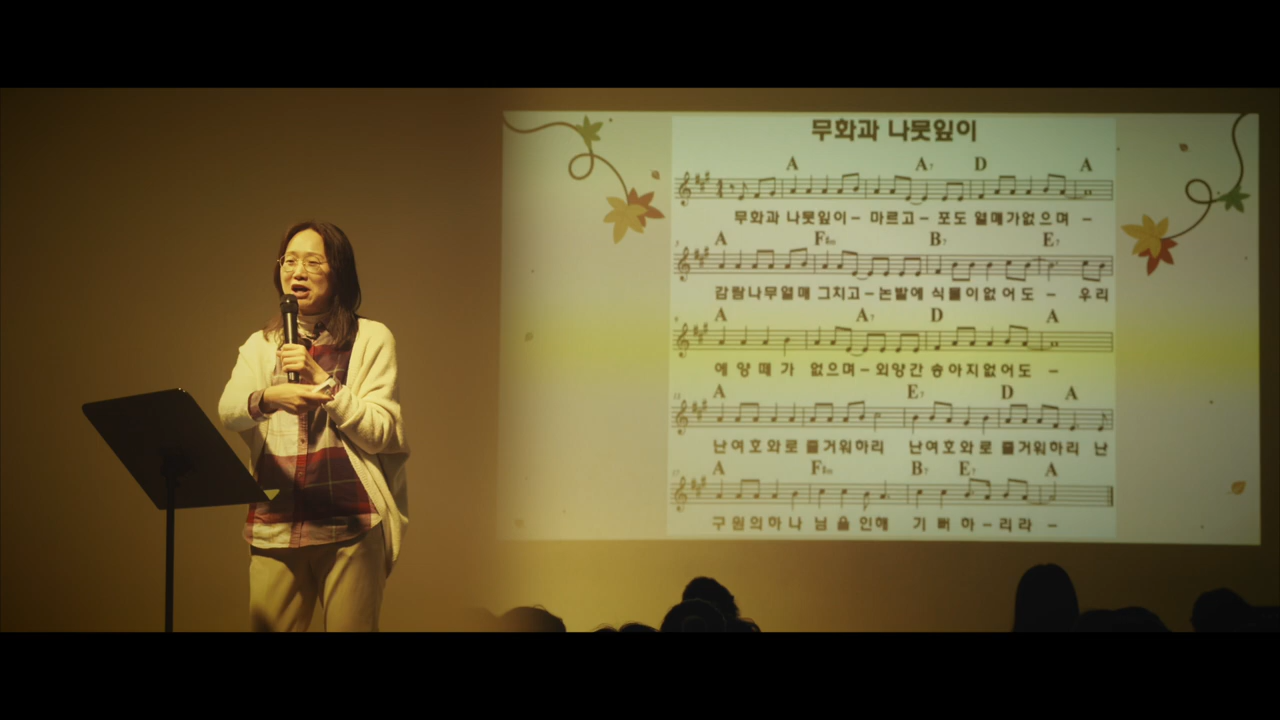 무화과 나뭇잎이
A A7 D A
무화과 나뭇잎이– 마르고– 포도 열매가없으며 –
A F#m B7 E7
감람나무열매 그치고–논밭에 식물이없어도 – 우리
A A7 D A
에 양떼가 없으며–외양간 송아지없어도 –
A E7 D A
난여호와로 즐거워하리 난여호와로 즐거워하리 난
A F#m B7 E7 A
구원의하나님을인해 기뻐하–리라 –